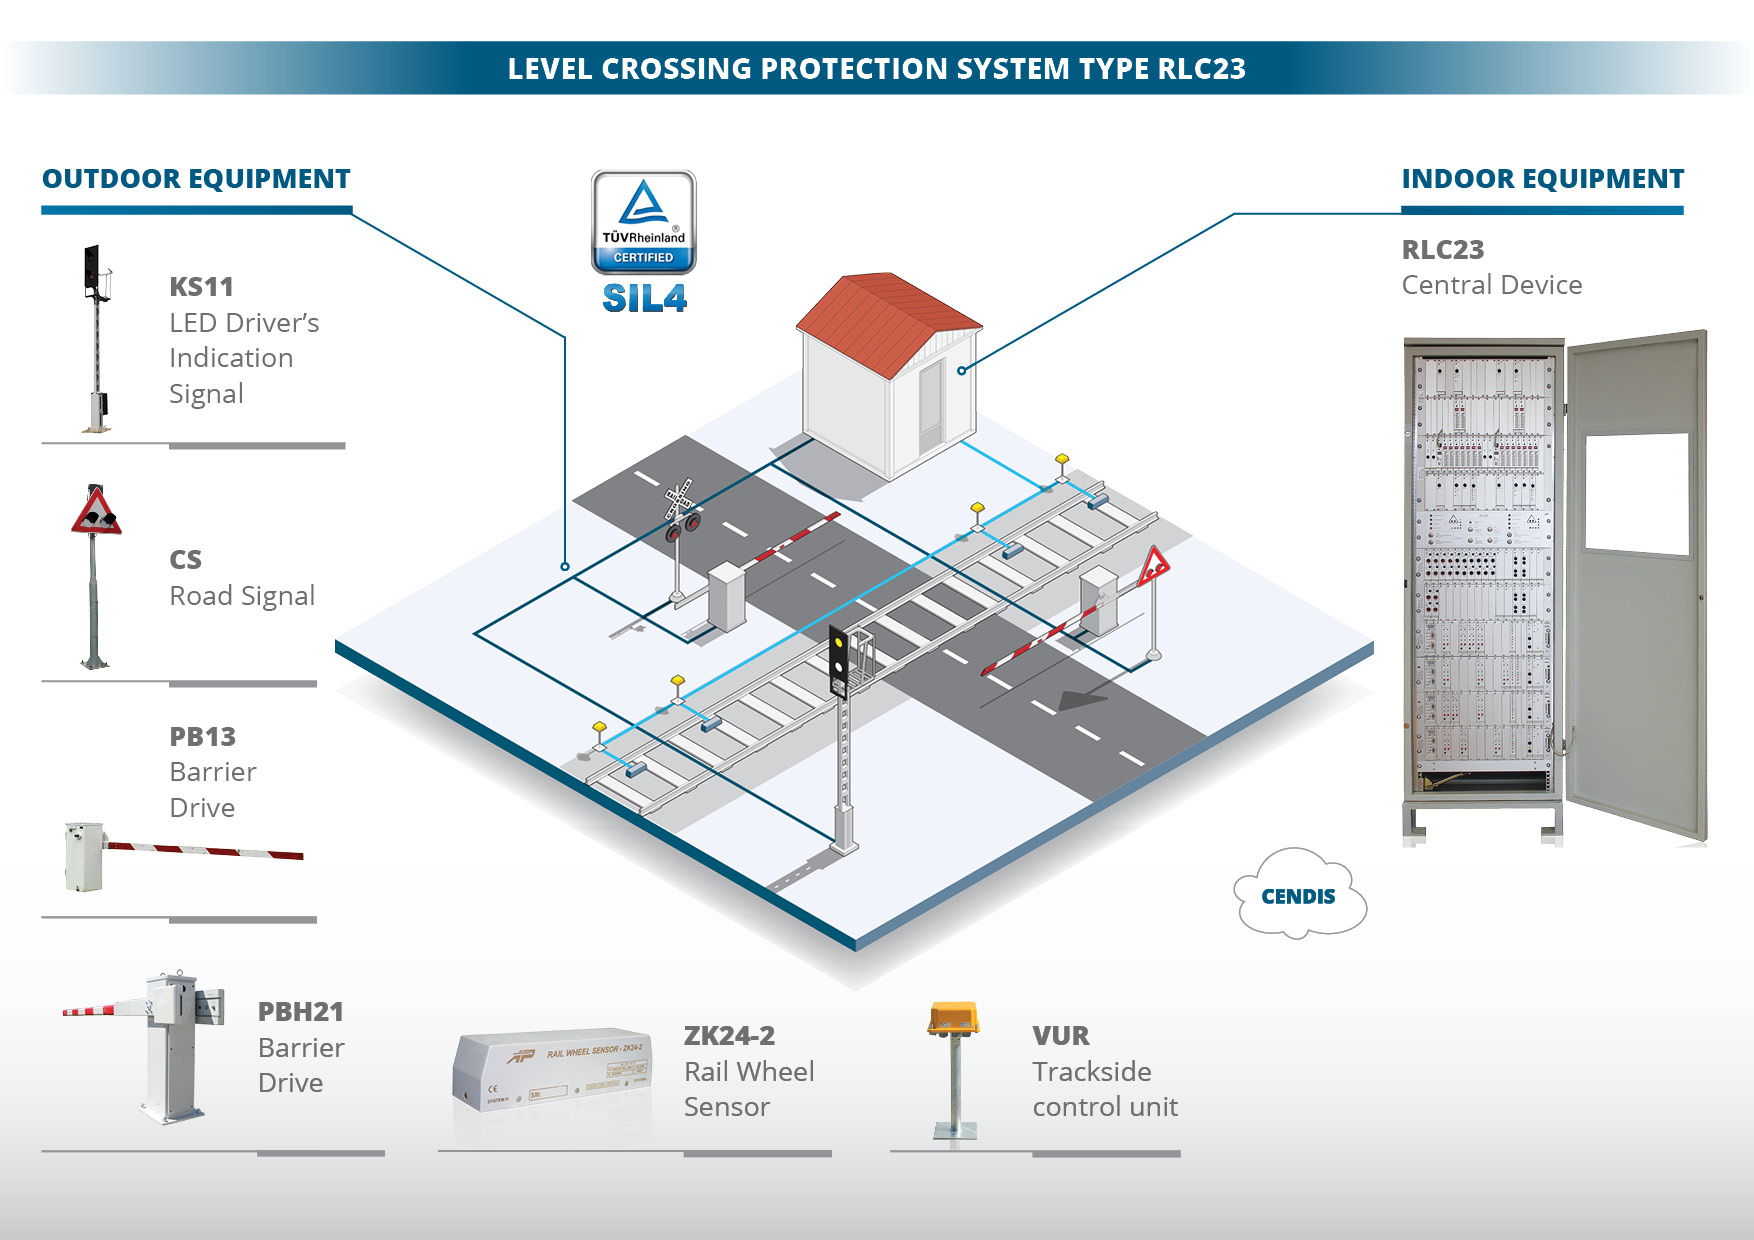 LEVEL CROSSING PROTECTION SYSTEM TYPE RLC23
OUTDOOR EQUIPMENT
INDOOR EQUIPMENT
TÜVRheinland®
CERTIFIED
SIL4
RLC23
Central Device
KS11
LED Driver’s
Indication
Signal
CS
Road Signal
PB13
Barrier
Drive
CENDIS
PBH21
Barrier
Drive
AP
RAIL WHEEL SENSOR - ZK24-2
CE
S/N:
ZK24-2
Rail Wheel
Sensor
VUR
Trackside
control unit